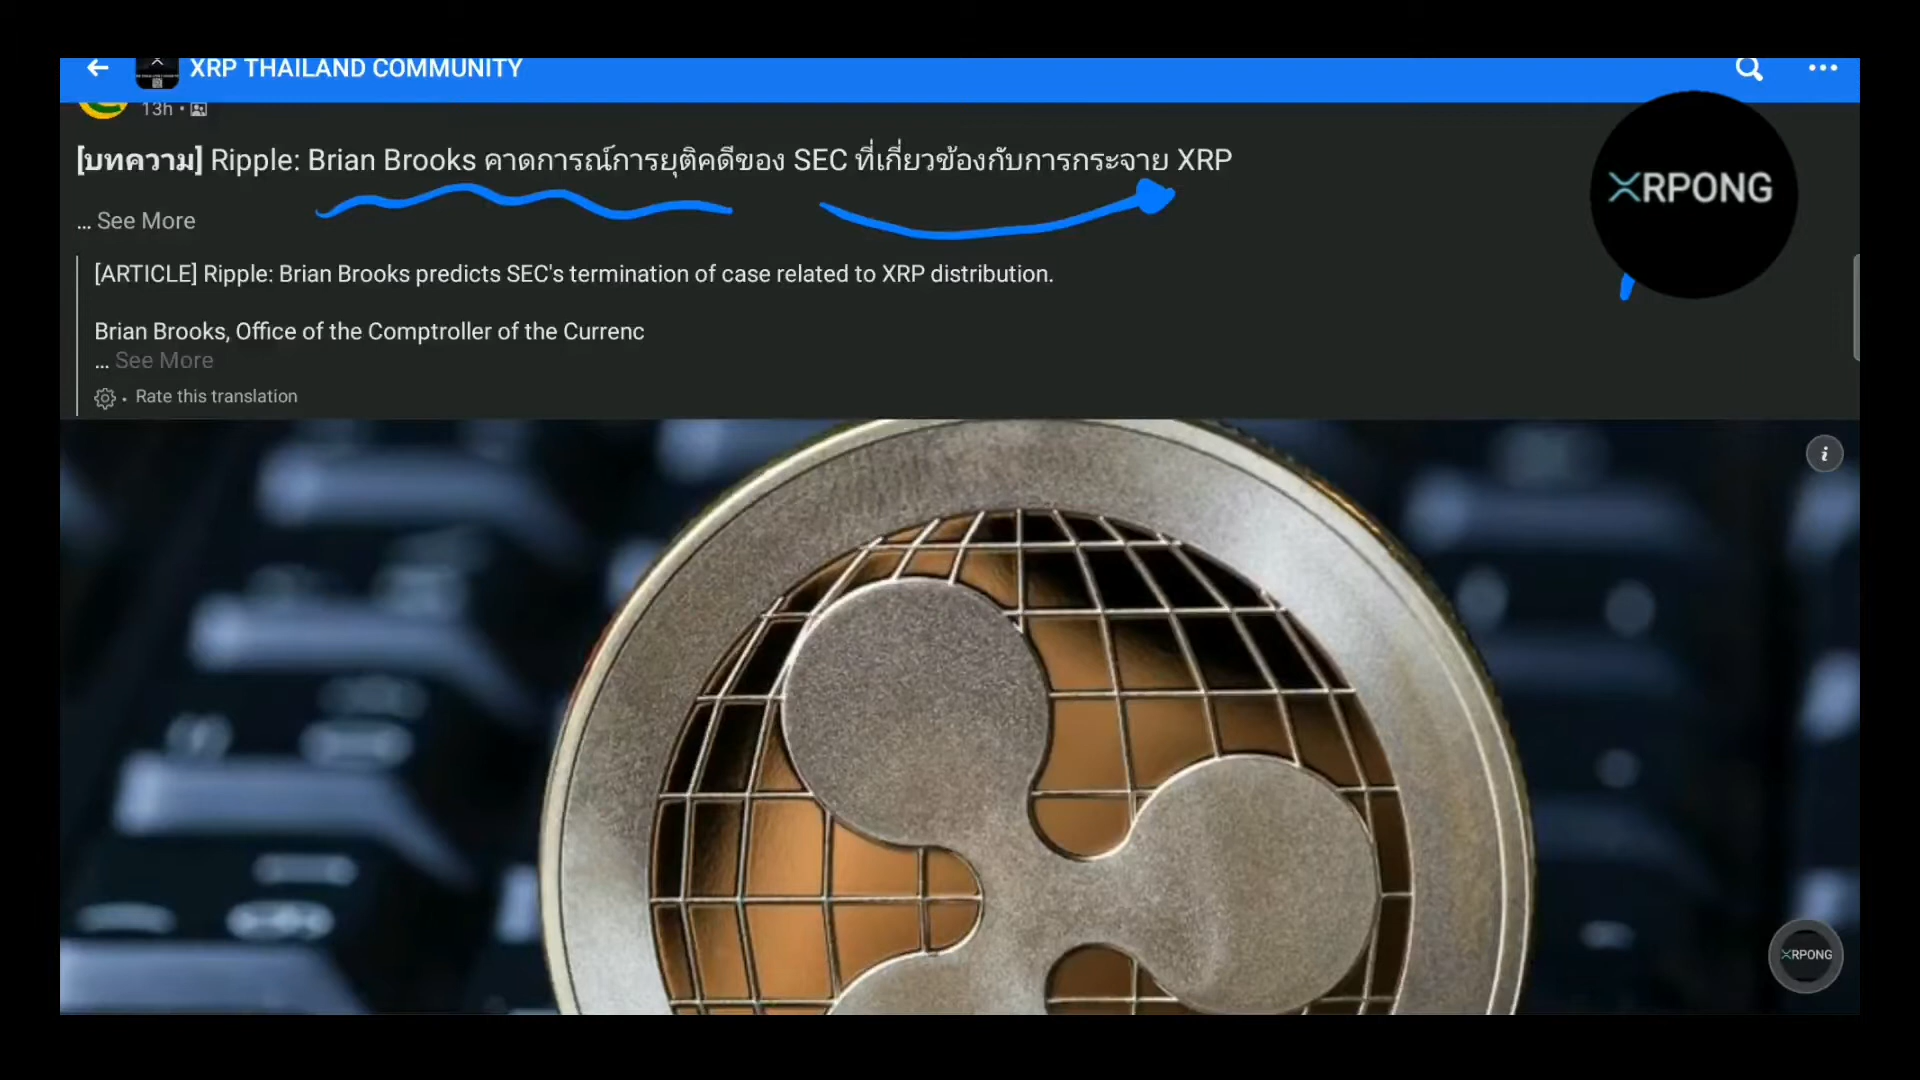 XRP THAILAND COMMUNITY
13h
[บทความ] Ripple: Brian Brooks คาดการณ์การยุติคดีของ SEC ที่เกี่ยวข้องกับการกระจาย XRP
XRPONG
... See More
[ARTICLE] Ripple: Brian Brooks predicts SEC's termination of case related to XRP distribution.
Brian Brooks, Office of the Comptroller of the Currenc
... See More
Rate this translation
i
XRPONG